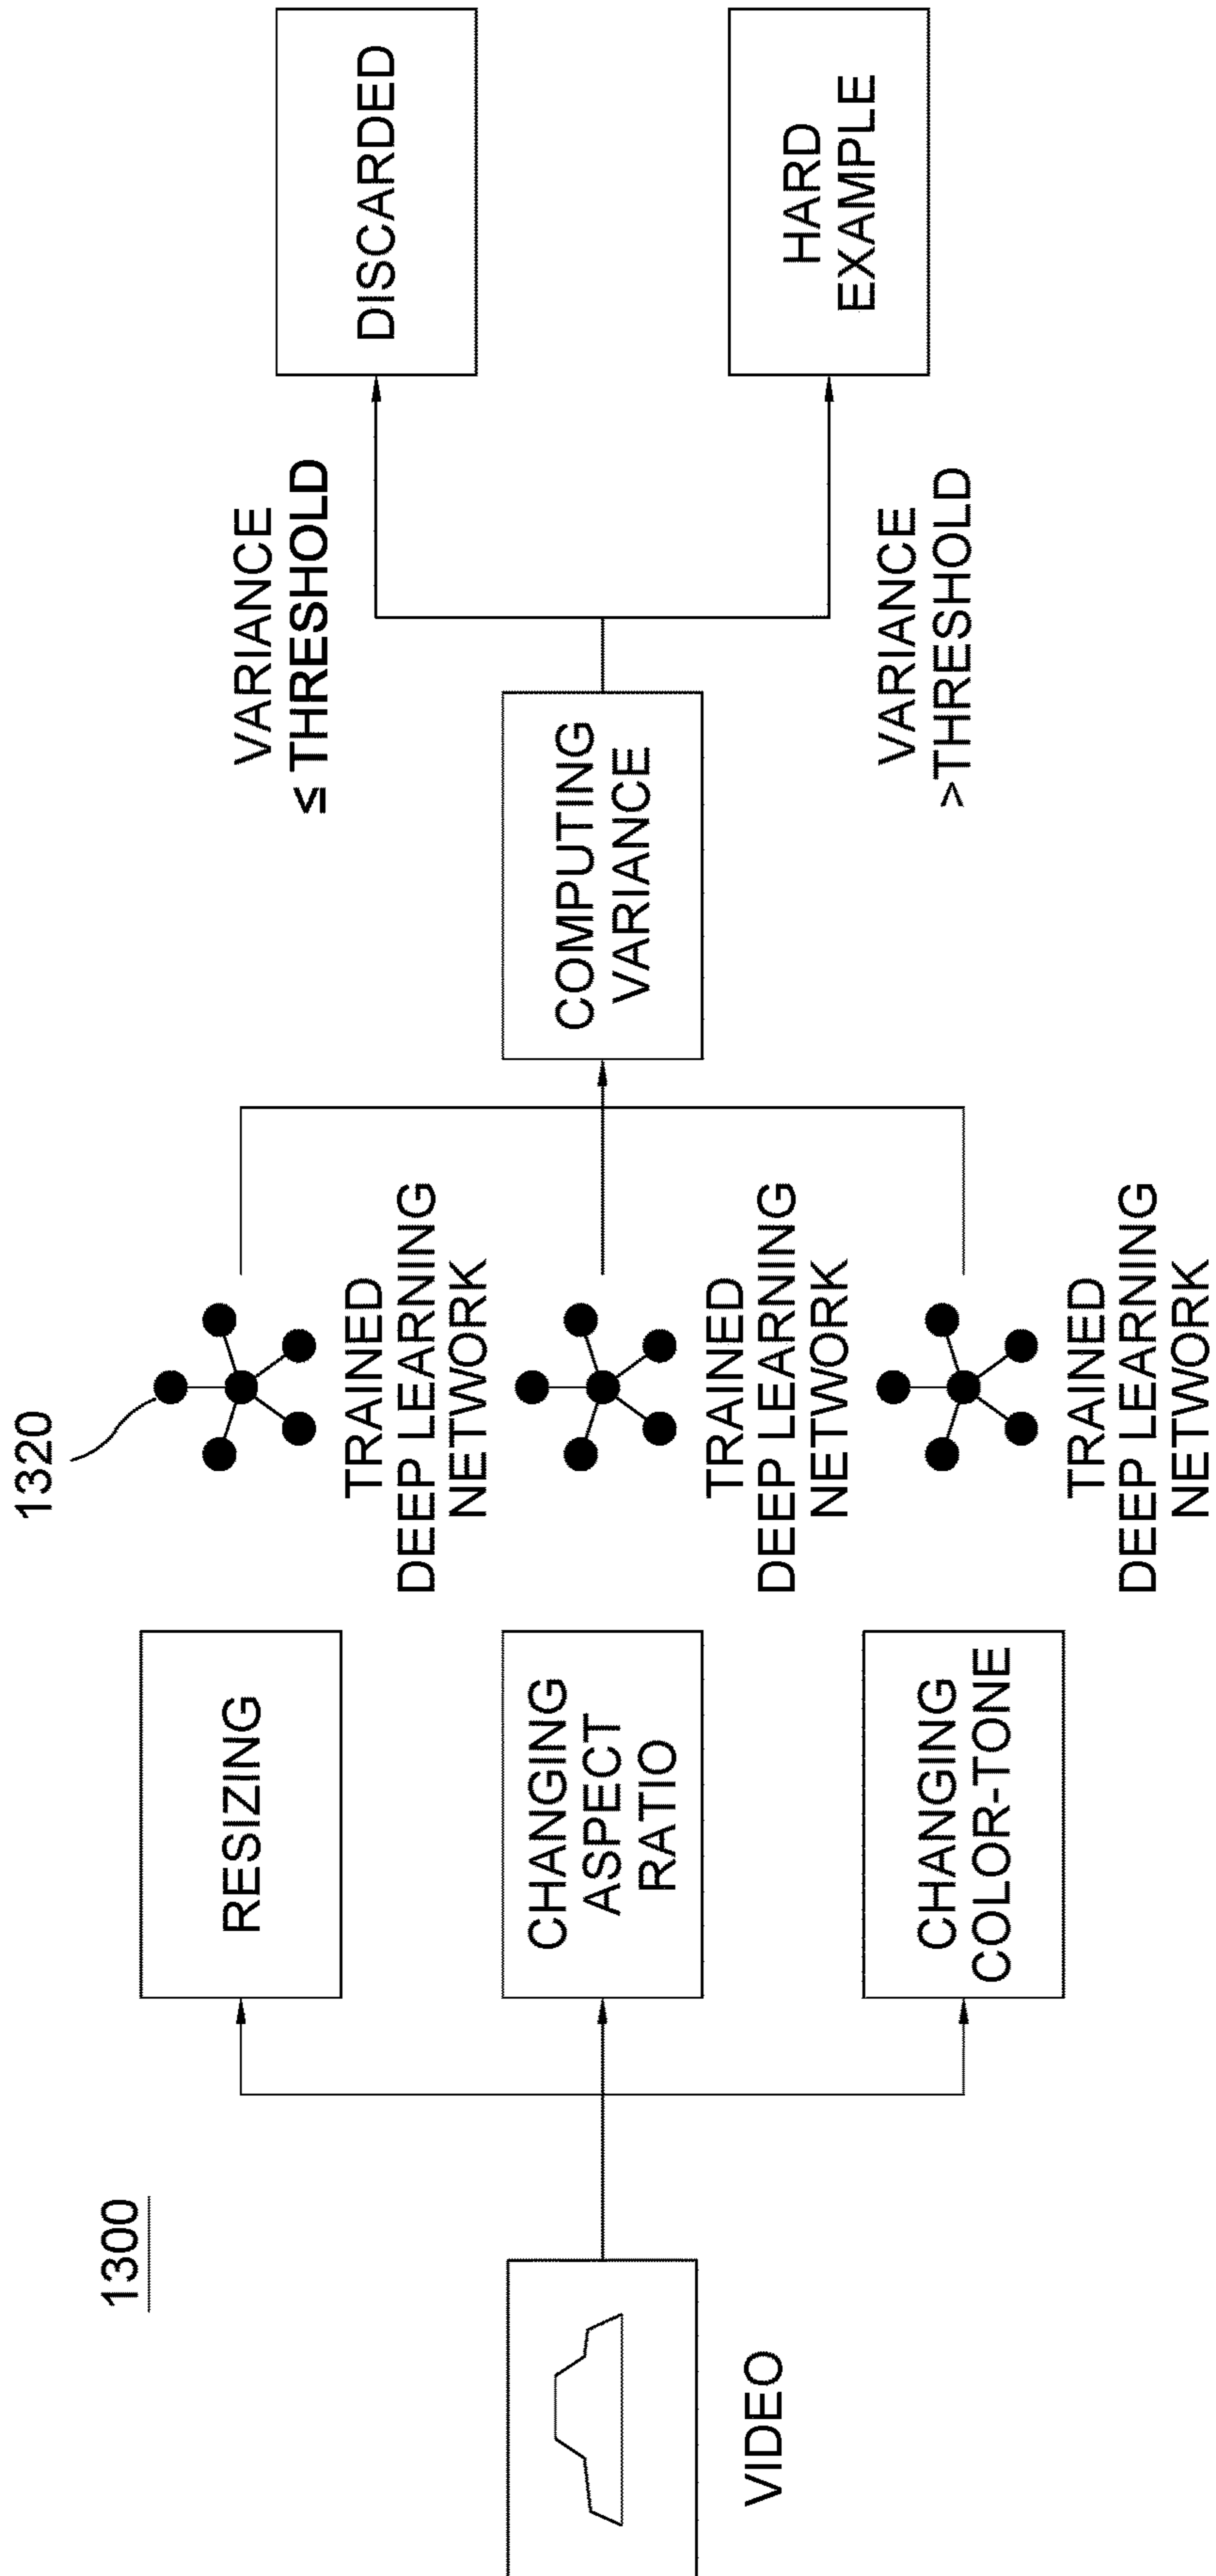 1300
VIDEO
RESIZING
CHANGING
ASPECT
RATIO
CHANGING
COLOR-TONE
1320
TRAINED
DEEP LEARNING
NETWORK
TRAINED
DEEP LEARNING
NETWORK
TRAINED
DEEP LEARNING
NETWORK
COMPUTING
VARIANCE
VARIANCE
≤ THRESHOLD
VARIANCE
>THRESHOLD
DISCARDED
HARD
EXAMPLE